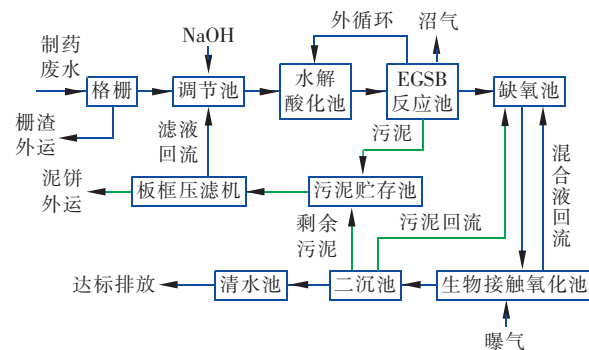 NaOH
外循环
沼气
制药
废水
格栅
调节池
水解
酸化池
EGSB
反应池
缺氧池
栅渣
外运
滤液
回流
污泥
混合液回流
泥饼
外运
板框压滤机
污泥贮存池
剩余
污泥
污泥回流
达标排放
清水池
二沉池
生物接触氧化池
曝气